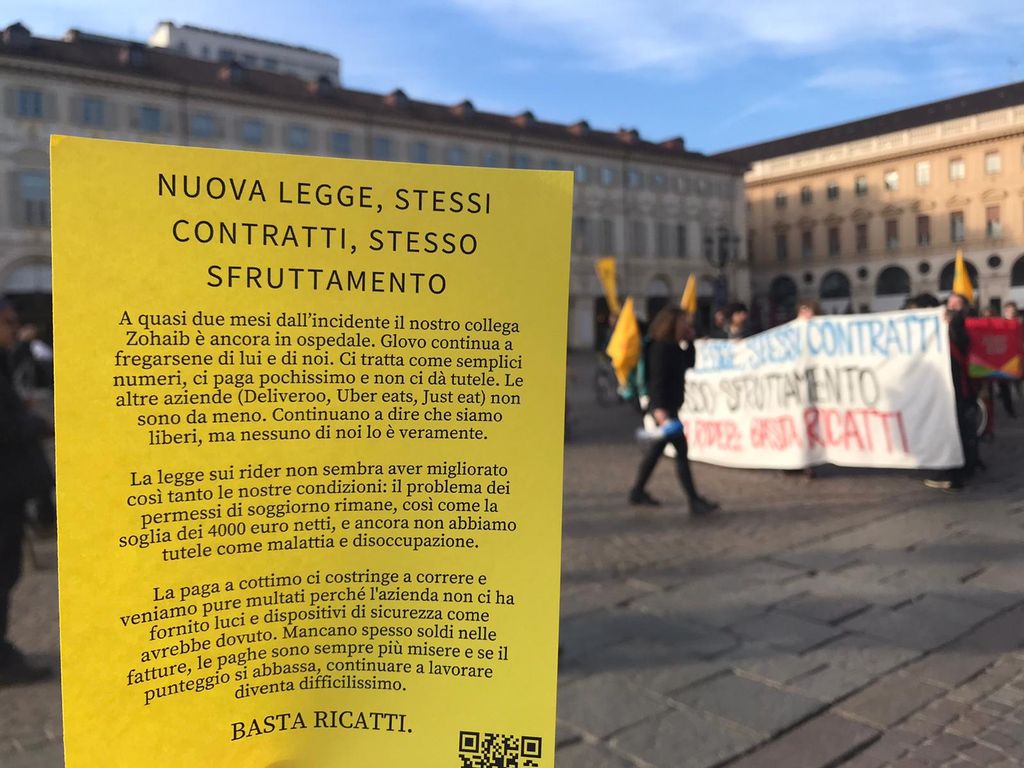 NUOVA LEGGE, STESSI
CONTRATTI, STESSO
SFRUTTAMENTO
A quasi due mesi dall'incidente il nostro collega
Zohaib è ancora in ospedale. Glovo continua a
fregarsene di lui e di noi. Ci tratta come semplici
numeri, ci paga pochissimo e non ci dà tutele. Le
altre aziende (Deliveroo, Uber eats, Just eat) non
sono da meno. Continuano a dire che siamo
liberi, ma nessuno di noi lo è veramente.
La legge sui rider non sembra aver migliorato
così tanto le nostre condizioni: il problema dei
permessi di soggiorno rimane, così come la
soglia dei 4000 euro netti, e ancora non abbiamo
tutele come malattia e disoccupazione.
La paga a cottimo ci costringe a correre e
veniamo pure multati perché l'azienda non ci ha
fornito luci e dispositivi di sicurezza come
avrebbe dovuto. Mancano spesso soldi nelle
fatture, le paghe sono sempre più misere e se il
punteggio si abbassa, continuare a lavorare
diventa difficilissimo.
BASTA RICATTI.
STESSI CONTRATTI
SFRUTTAMENTO
BASTA RICATTI